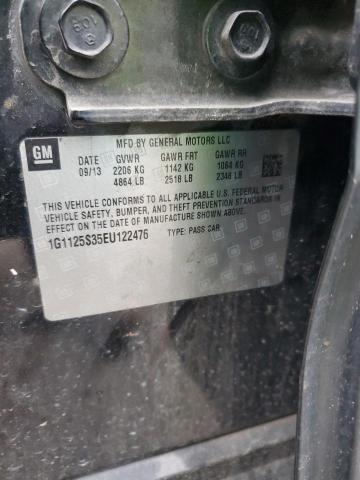 GM
MFD BY GENERAL MOTORS LLC
DATE GVWR GAWR FRT GAWR RR
09/13 2206 KG 1142 KG 1064 KG
4864 LB 2518 LB 2346 LB
THIS VEHICLE CONFORMS TO ALL APPLICABLE U.S. FEDERAL MOTOR
VEHICLE SAFETY, BUMPER, AND THEFT PREVENTION STANDARDS IN
EFFECT ON THE DATE OF MANUFACTURE SHOWN ABOVE.
1G1125S35EU122476 TYPE: PASS CAR